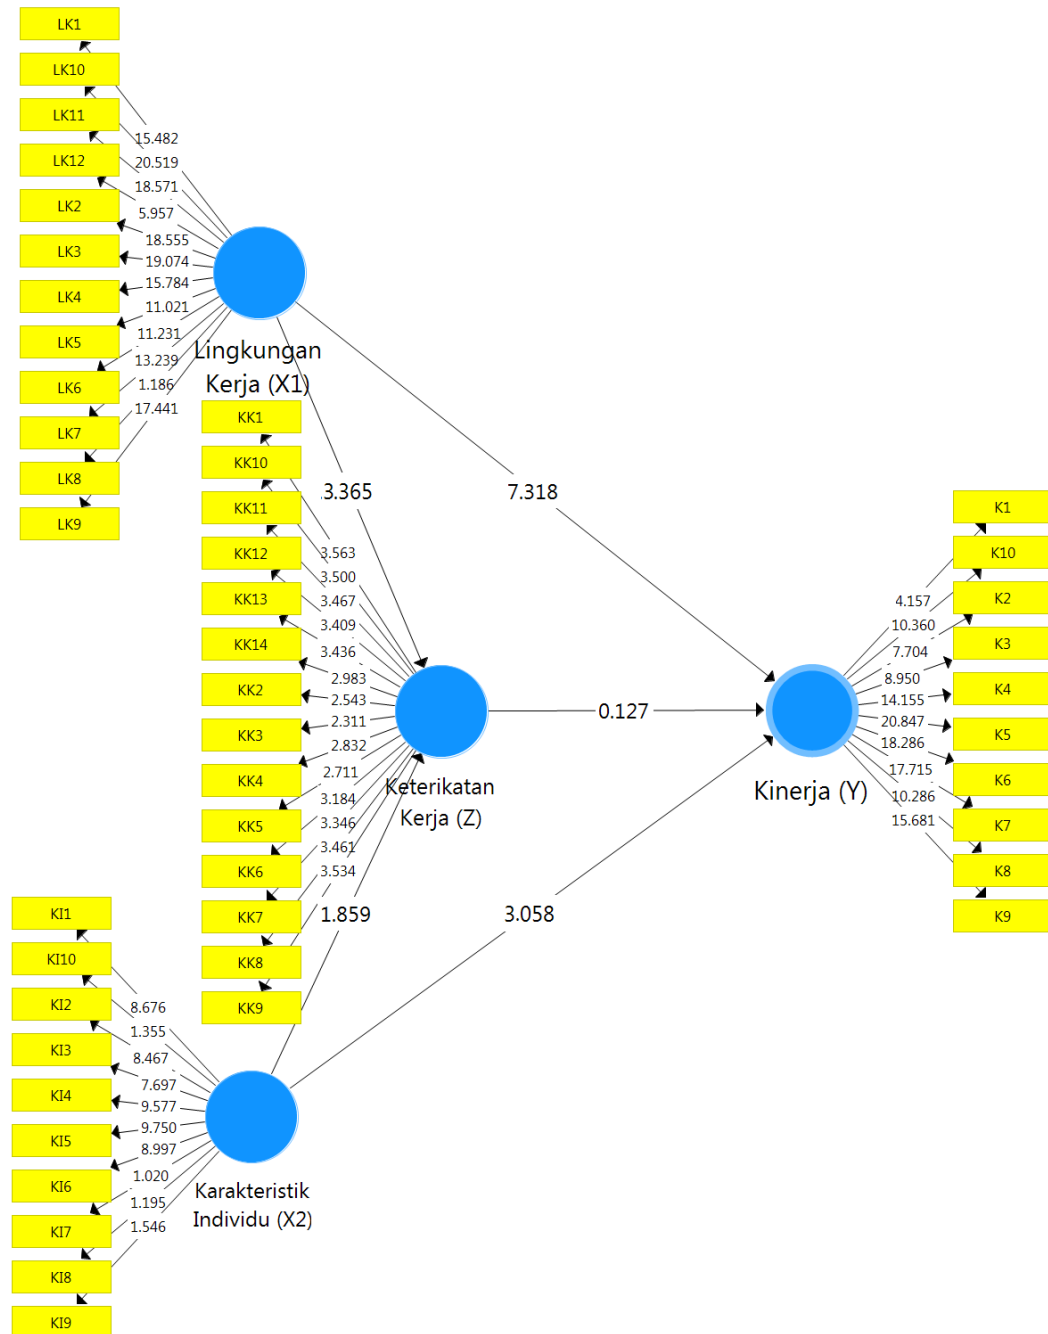 LK1
LK10
LK11
LK12
LK2
LK3
LK4
LK5
LK6
LK7
LK8
LK9
15.482
20.519
18.571
5.957
18.555
19.074
15.784
11.021
11.231
13.239
1.186
17.441
Lingkungan
Kerja (X1)
KK1
KK10
KK11
KK12
KK13
KK14
KK2
KK3
KK4
KK5
KK6
KK7
KK8
KK9
3.365
7.318
3.563
3.500
3.467
3.409
3.436
2.983
2.543
2.311
2.832
2.711
3.184
3.346
3.461
3.534
Keterikatan
Kerja (Z)
0.127
1.859
3.058
K1
K10
K2
K3
K4
K5
K6
K7
K8
K9
4.157
10.360
7.704
8.950
14.155
20.847
18.286
17.715
10.286
15.681
Kinerja (Y)
KI1
KI10
KI2
KI3
KI4
KI5
KI6
KI7
KI8
KI9
8.676
1.355
8.467
7.697
9.577
9.750
8.997
1.020
1.195
1.546
Karakteristik
Individu (X2)